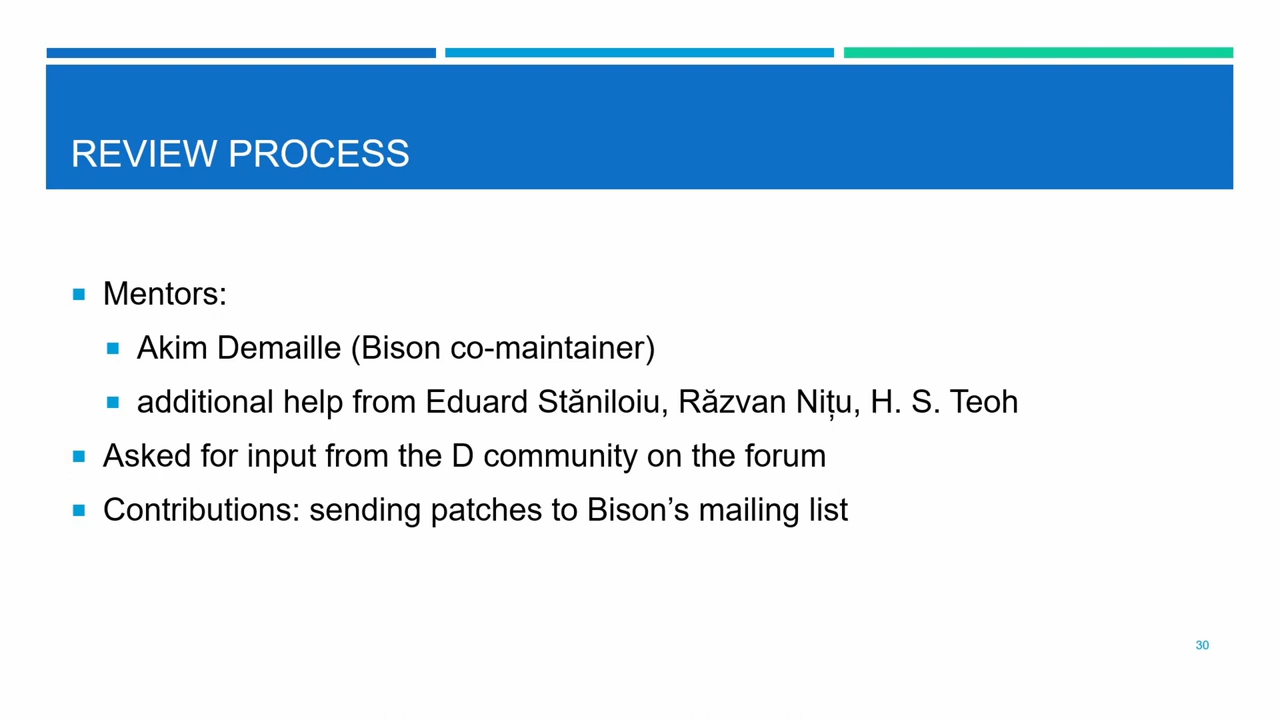 REVIEW PROCESS
Mentors:
Akim Demaille (Bison co-maintainer)
additional help from Eduard Stăniloiu, Răzvan Nițu, H. S. Teoh
Asked for input from the D community on the forum
Contributions: sending patches to Bison’s mailing list
30